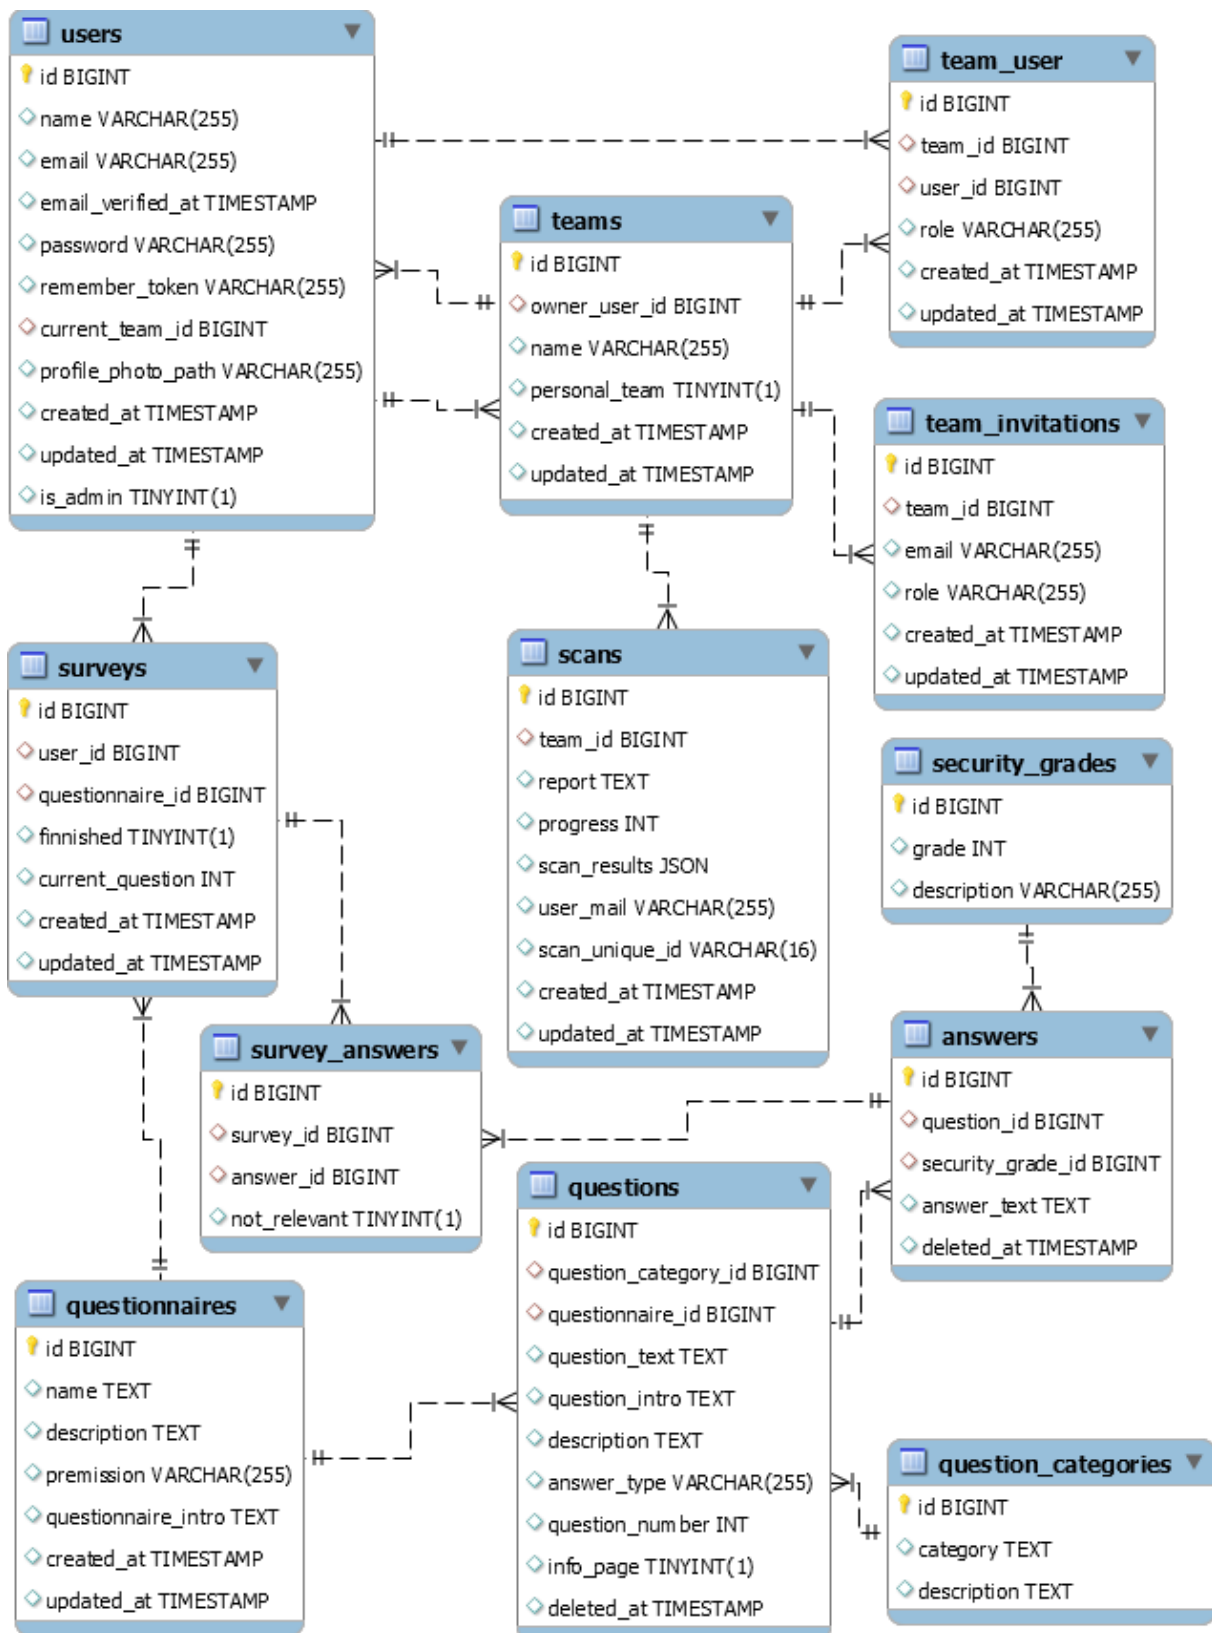 users
id BIGINT
name VARCHAR(255)
email VARCHAR(255)
email_verified_at TIMESTAMP
password VARCHAR(255)
remember_token VARCHAR(255)
current_team_id BIGINT
profile_photo_path VARCHAR(255)
created_at TIMESTAMP
updated_at TIMESTAMP
is_admin TINYINT(1)
team_user
id BIGINT
team_id BIGINT
user_id BIGINT
role VARCHAR(255)
created_at TIMESTAMP
updated_at TIMESTAMP
teams
id BIGINT
owner_user_id BIGINT
name VARCHAR(255)
personal_team TINYINT(1)
created_at TIMESTAMP
updated_at TIMESTAMP
team_invitations
id BIGINT
team_id BIGINT
email VARCHAR(255)
role VARCHAR(255)
created_at TIMESTAMP
updated_at TIMESTAMP
surveys
id BIGINT
user_id BIGINT
questionnaire_id BIGINT
finnished TINYINT(1)
current_question INT
created_at TIMESTAMP
updated_at TIMESTAMP
scans
id BIGINT
team_id BIGINT
report TEXT
progress INT
scan_results JSON
user_mail VARCHAR(255)
scan_unique_id VARCHAR(16)
created_at TIMESTAMP
updated_at TIMESTAMP
security_grades
id BIGINT
grade INT
description VARCHAR(255)
survey_answers
id BIGINT
survey_id BIGINT
answer_id BIGINT
not_relevant TINYINT(1)
answers
id BIGINT
question_id BIGINT
security_grade_id BIGINT
answer_text TEXT
deleted_at TIMESTAMP
questions
id BIGINT
question_category_id BIGINT
questionnaire_id BIGINT
question_text TEXT
question_intro TEXT
description TEXT
answer_type VARCHAR(255)
question_number INT
info_page TINYINT(1)
deleted_at TIMESTAMP
questionnaires
id BIGINT
name TEXT
description TEXT
premission VARCHAR(255)
questionnaire_intro TEXT
created_at TIMESTAMP
updated_at TIMESTAMP
question_categories
id BIGINT
category TEXT
description TEXT